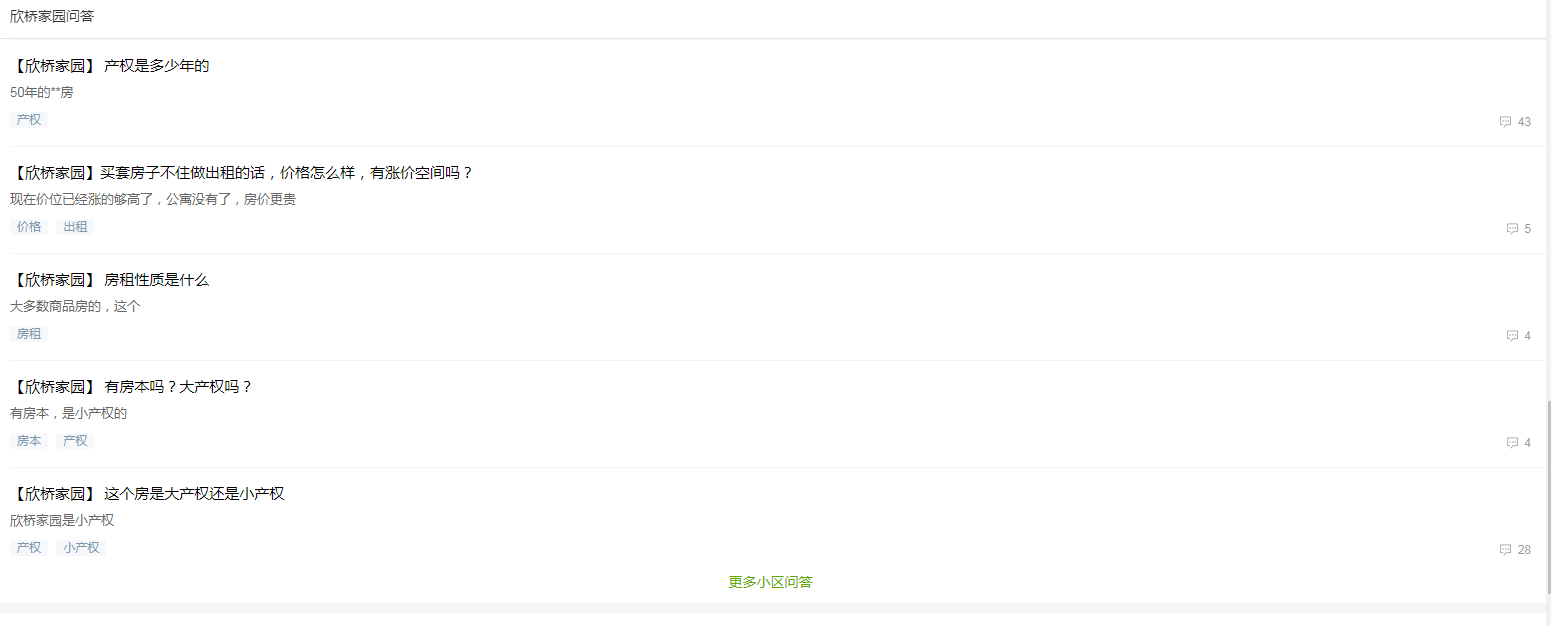 欣桥家园问答
【欣桥家园】 产权是多少年的
50年的**房
产权
43
【欣桥家园】买套房子不住做出租的话，价格怎么样，有涨价空间吗？
现在价位已经涨的够高了，公寓没有了，房价更贵
价格 出租
5
【欣桥家园】 房租性质是什么
大多数商品房的，这个
房租
4
【欣桥家园】 有房本吗？大产权吗？
有房本，是小产权的
房本 产权
4
【欣桥家园】 这个房是大产权还是小产权
欣桥家园是小产权
产权 小产权
28
更多小区问答